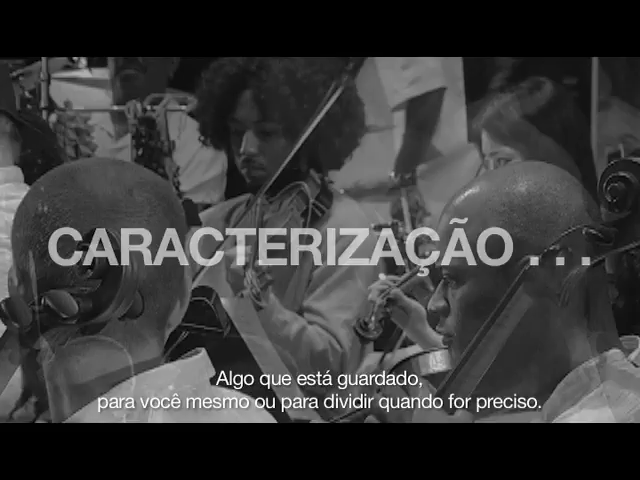 CARACTERIZAÇÃO . . .
Algo que está guardado,
para você mesmo ou para dividir quando for preciso.